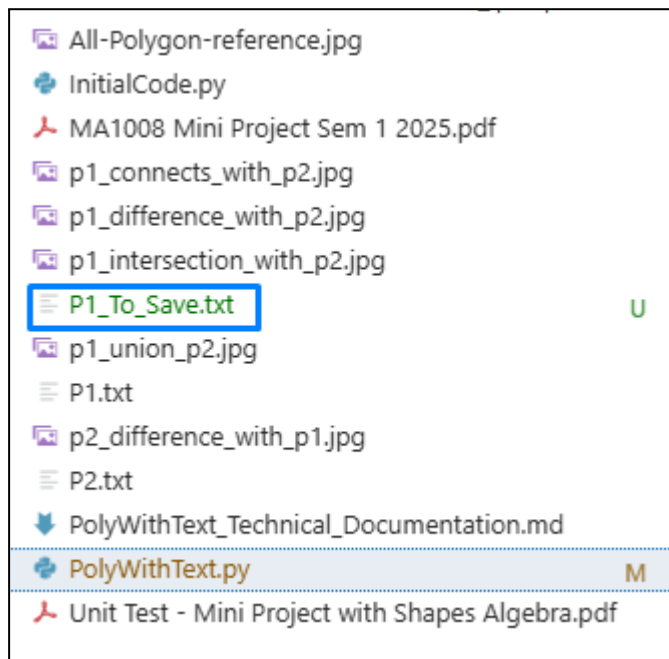 All-Polygon-reference.jpg
InitialCode.py
MA1008 Mini Project Sem 1 2025.pdf
p1_connects_with_p2.jpg
p1_difference_with_p2.jpg
p1_intersection_with_p2.jpg
P1_To_Save.txt U
p1_union_p2.jpg
P1.txt
p2_difference_with_p1.jpg
P2.txt
PolyWithText_Technical_Documentation.md
PolyWithText.py M
Unit Test - Mini Project with Shapes Algebra.pdf